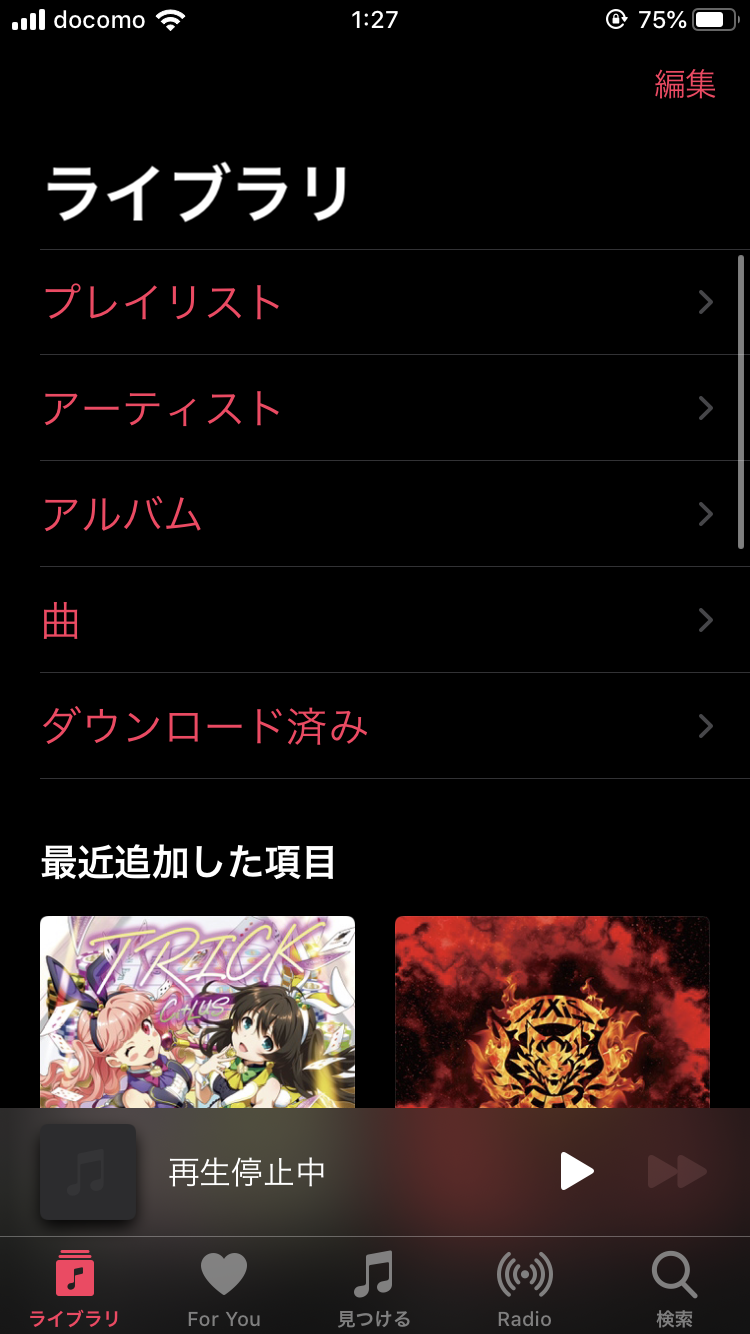 docomo 1:27 75%
編集
ライブラリ
プレイリスト
アーティスト
アルバム
曲
ダウンロード済み
最近追加した項目
TRICK
再生停止中
ライブラリ For You 見つける Radio 検索